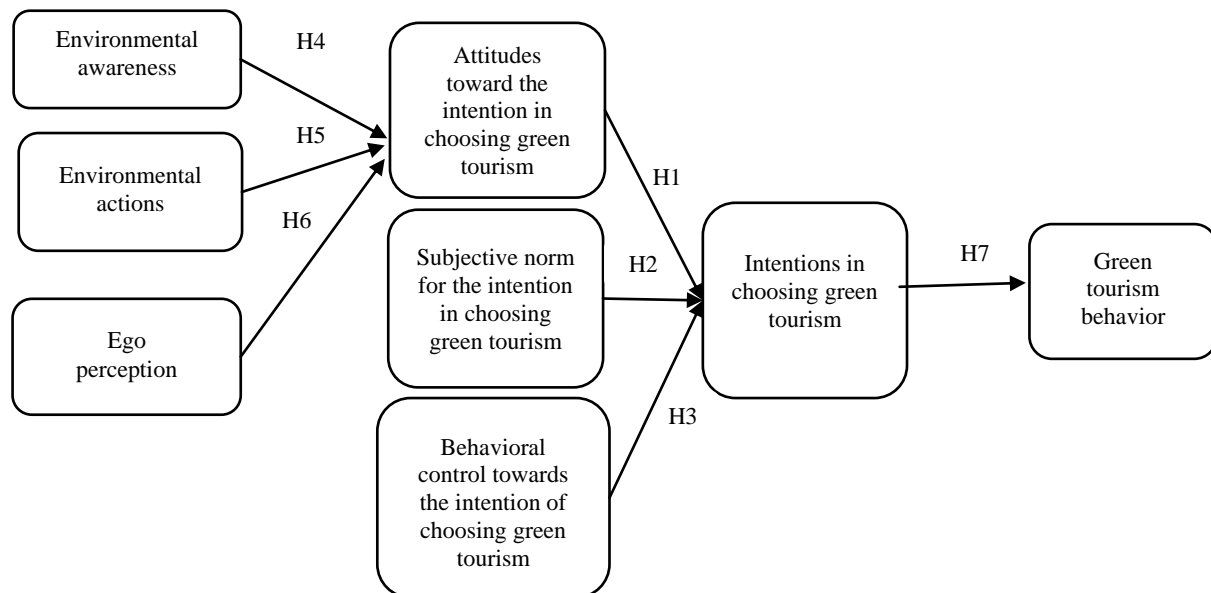 Environmental
awareness
H4
Attitudes
toward the
intention in
choosing green
tourism
H5
Environmental
actions
H6
H1
Subjective norm
for the intention
in choosing
green tourism
H2
Intentions in
choosing green
tourism
H7
Green
tourism
behavior
Ego
perception
H3
Behavioral
control towards
the intention of
choosing green
tourism